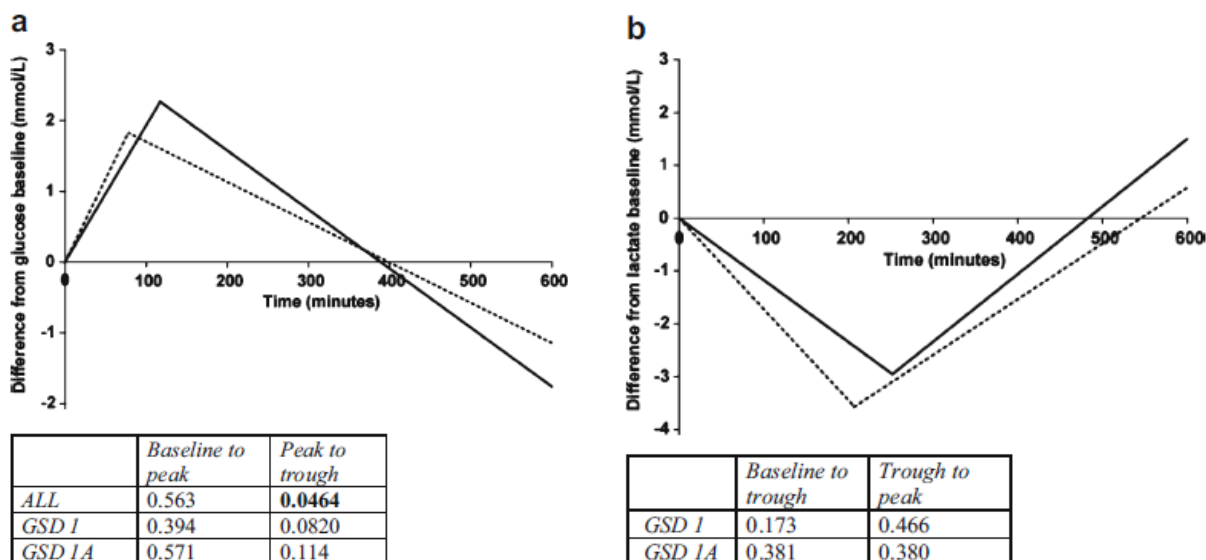 a
3
2
1
0
-1
-2
0 100 200 300 400 500 600
Time (minutes)
Difference from glucose baseline (mmol/L)
Baseline to peak Peak to trough
ALL 0.563 0.0464
GSD 1 0.394 0.0820
GSD 1A 0.571 0.114
b
3
2
1
0
-1
-2
-3
-4
0 100 200 300 400 500 600
Time (minutes)
Difference from lactate baseline (mmol/L)
Baseline to trough Trough to peak
GSD 1 0.173 0.466
GSD 1A 0.381 0.380